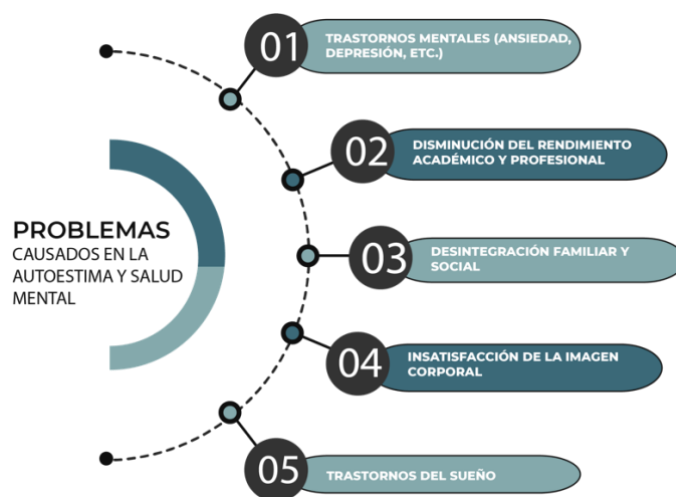 PROBLEMAS
CAUSADOS EN LA
AUTOESTIMA Y SALUD
MENTAL
01
TRASTORNOS MENTALES (ANSIEDAD,
DEPRESIÓN, ETC.)
02
DISMINUCIÓN DEL RENDIMIENTO
ACADÉMICO Y PROFESIONAL
03
DESINTEGRACIÓN FAMILIAR Y
SOCIAL
04
INSATISFACCIÓN DE LA IMAGEN
CORPORAL
05
TRASTORNOS DEL SUEÑO